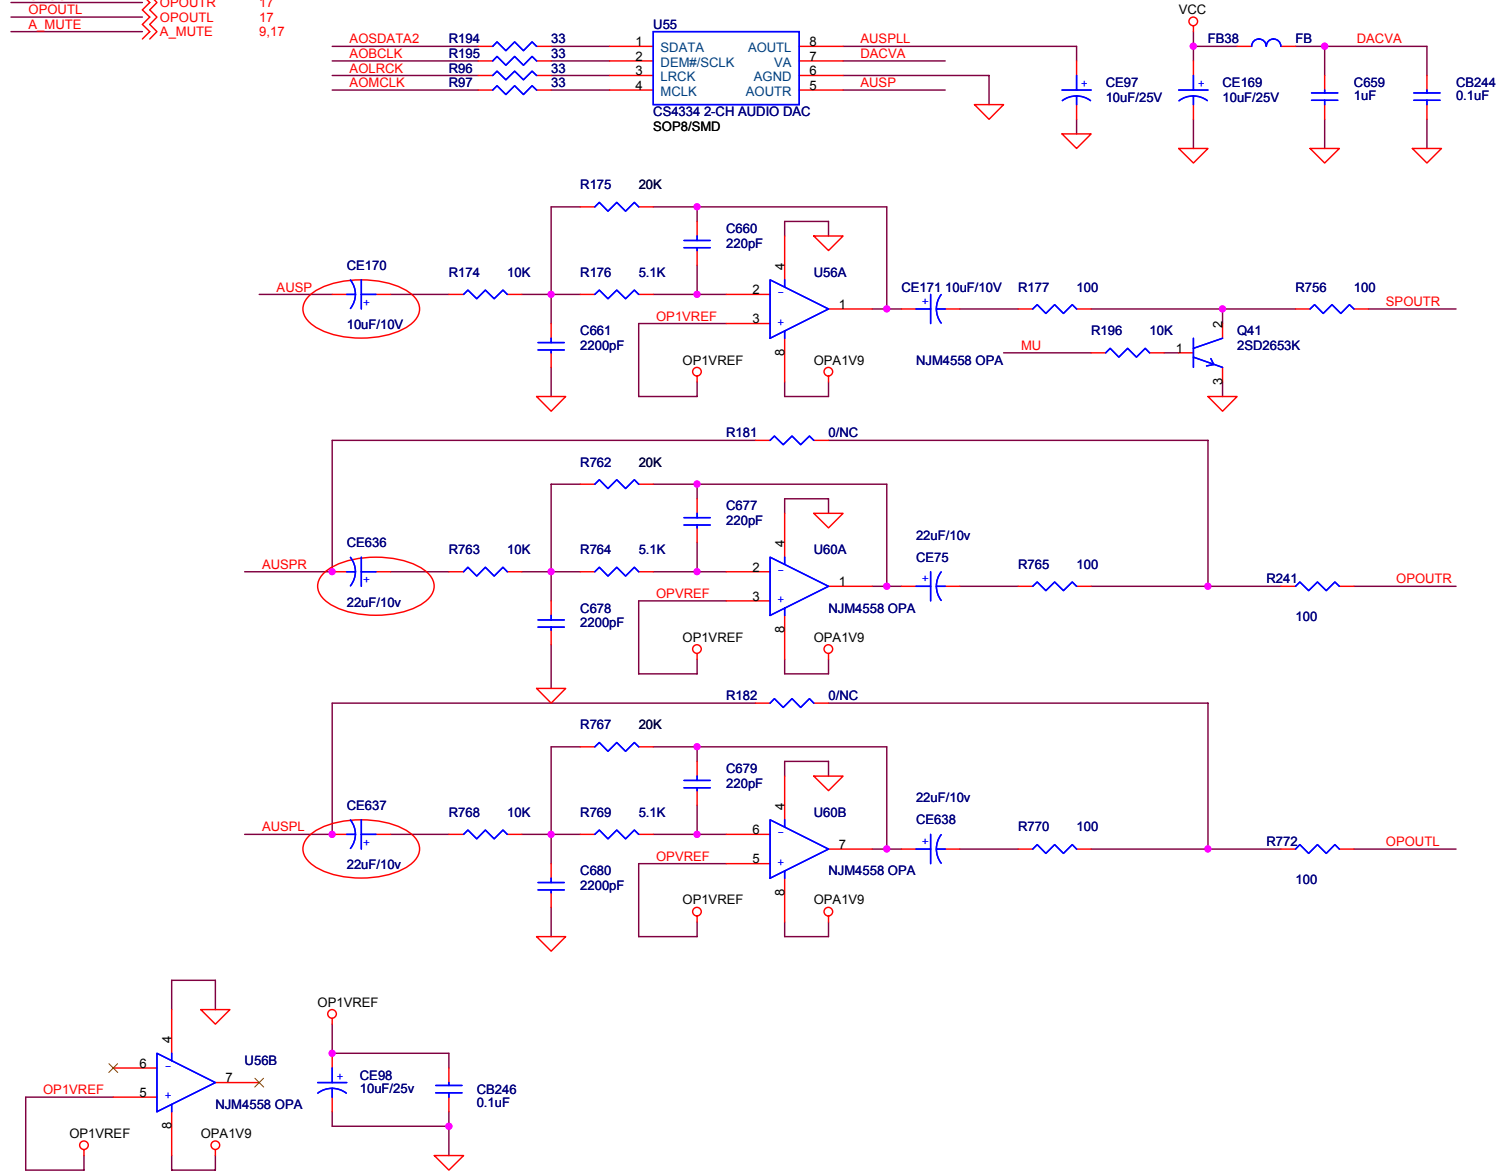 OPOUTR 17
OPOUTL OPOUTL 17
A_MUTE A_MUTE 9,17
VCC
FB38 FB DACVA
CE169 10uF/25V
C659 1uF
CB244 0.1uF
U55
AOSDATA2 R194 33 1 SDATA AOUTL 8 AUSPLL
AOBCLK R195 33 2 DEM#/SCLK VA 7 DACVA
AOLRCK R96 33 3 LRCK AGND 6
AOMCLK R97 33 4 MCLK AOUTR 5 AUSP
CS4334 2-CH AUDIO DAC
SOP8/SMD
CE97
10uF/25V
R175 20K
C660
220pF
CE170
AUSP
10uF/10V
R174 10K
R176 5.1K
C661
2200pF
U56A
4
2
-
3
+
8
1
OP1VREF
OP1VREF
OPA1V9
NJM4558 OPA
CE171 10uF/10V
R177 100
R756 100
SPOUTR
MU
R196 10K
1
2
3
Q41
2SD2653K
R181 0/NC
R762 20K
C677
220pF
CE636
AUSPR
22uF/10v
R763 10K
R764 5.1K
C678
2200pF
U60A
4
2
-
3
+
8
1
OPVREF
OP1VREF
OPA1V9
NJM4558 OPA
22uF/10v
CE75
R765 100
R241
100
OPOUTR
R182 0/NC
R767 20K
C679
220pF
CE637
AUSPL
22uF/10v
R768 10K
R769 5.1K
C680
2200pF
U60B
4
6
-
5
+
8
7
OPVREF
OP1VREF
OPA1V9
NJM4558 OPA
22uF/10v
CE638
R770 100
R772
100
OPOUTL
4
6
-
5
+
8
7
U56B
OP1VREF
NJM4558 OPA
OP1VREF
OPA1V9
OP1VREF
CE98
10uF/25v
CB246
0.1uF